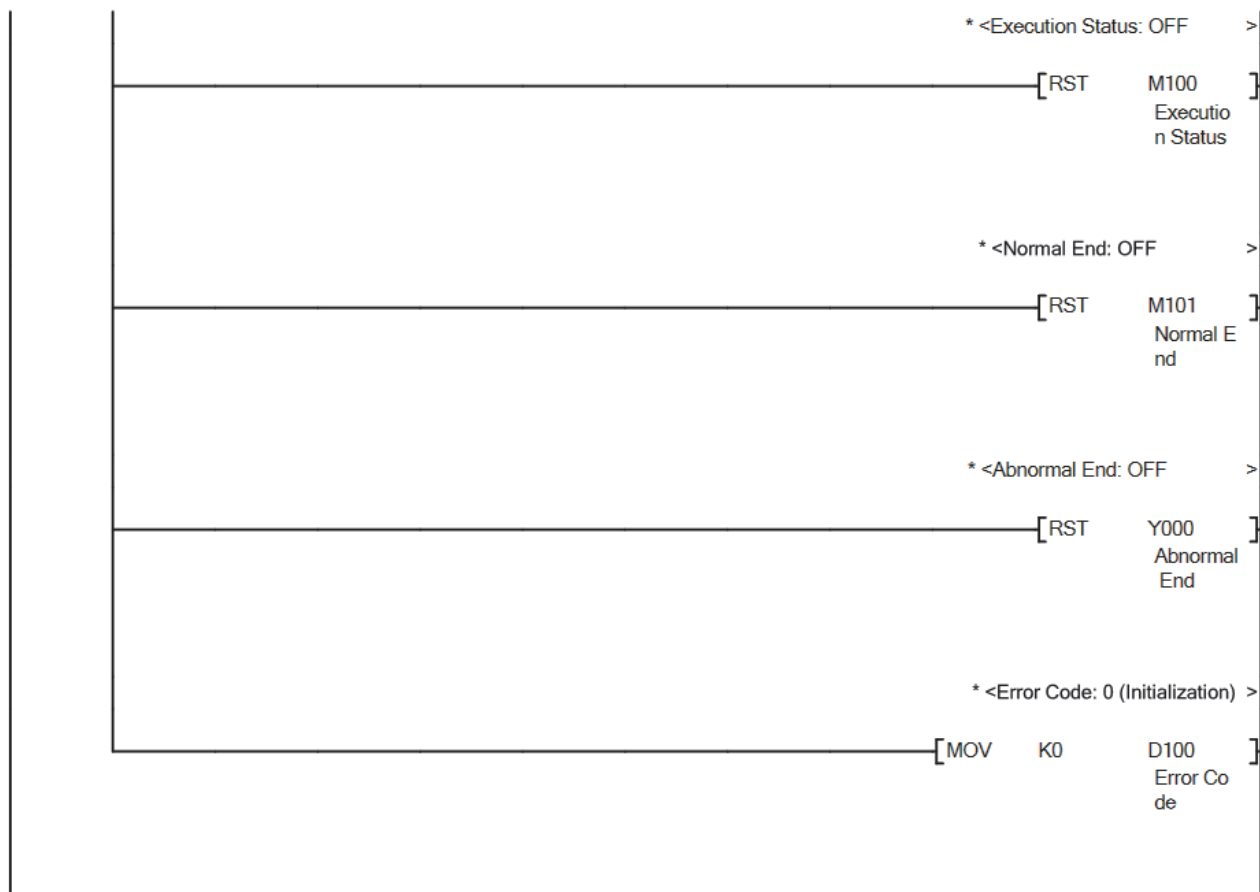 * <Execution Status: OFF >
[RST M100 ]
Executio
n Status
* <Normal End: OFF >
[RST M101 ]
Normal E
nd
* <Abnormal End: OFF >
[RST Y000 ]
Abnormal
End
* <Error Code: 0 (Initialization) >
[MOV K0 D100 ]
Error Co
de